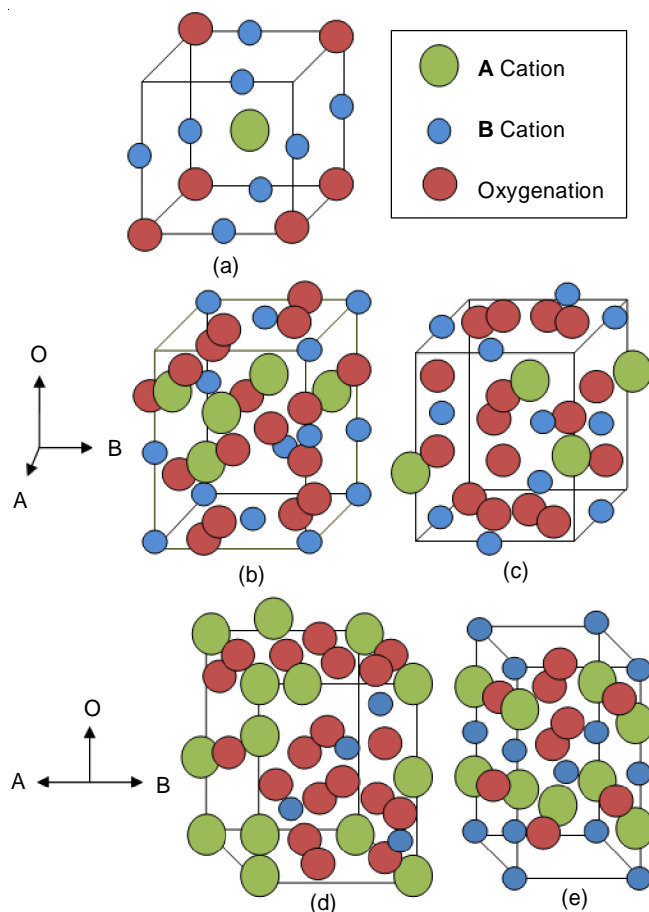 A Cation
B Cation
Oxygenation
(a)
O
B
A
(b)
(c)
O
A
B
(d)
(e)